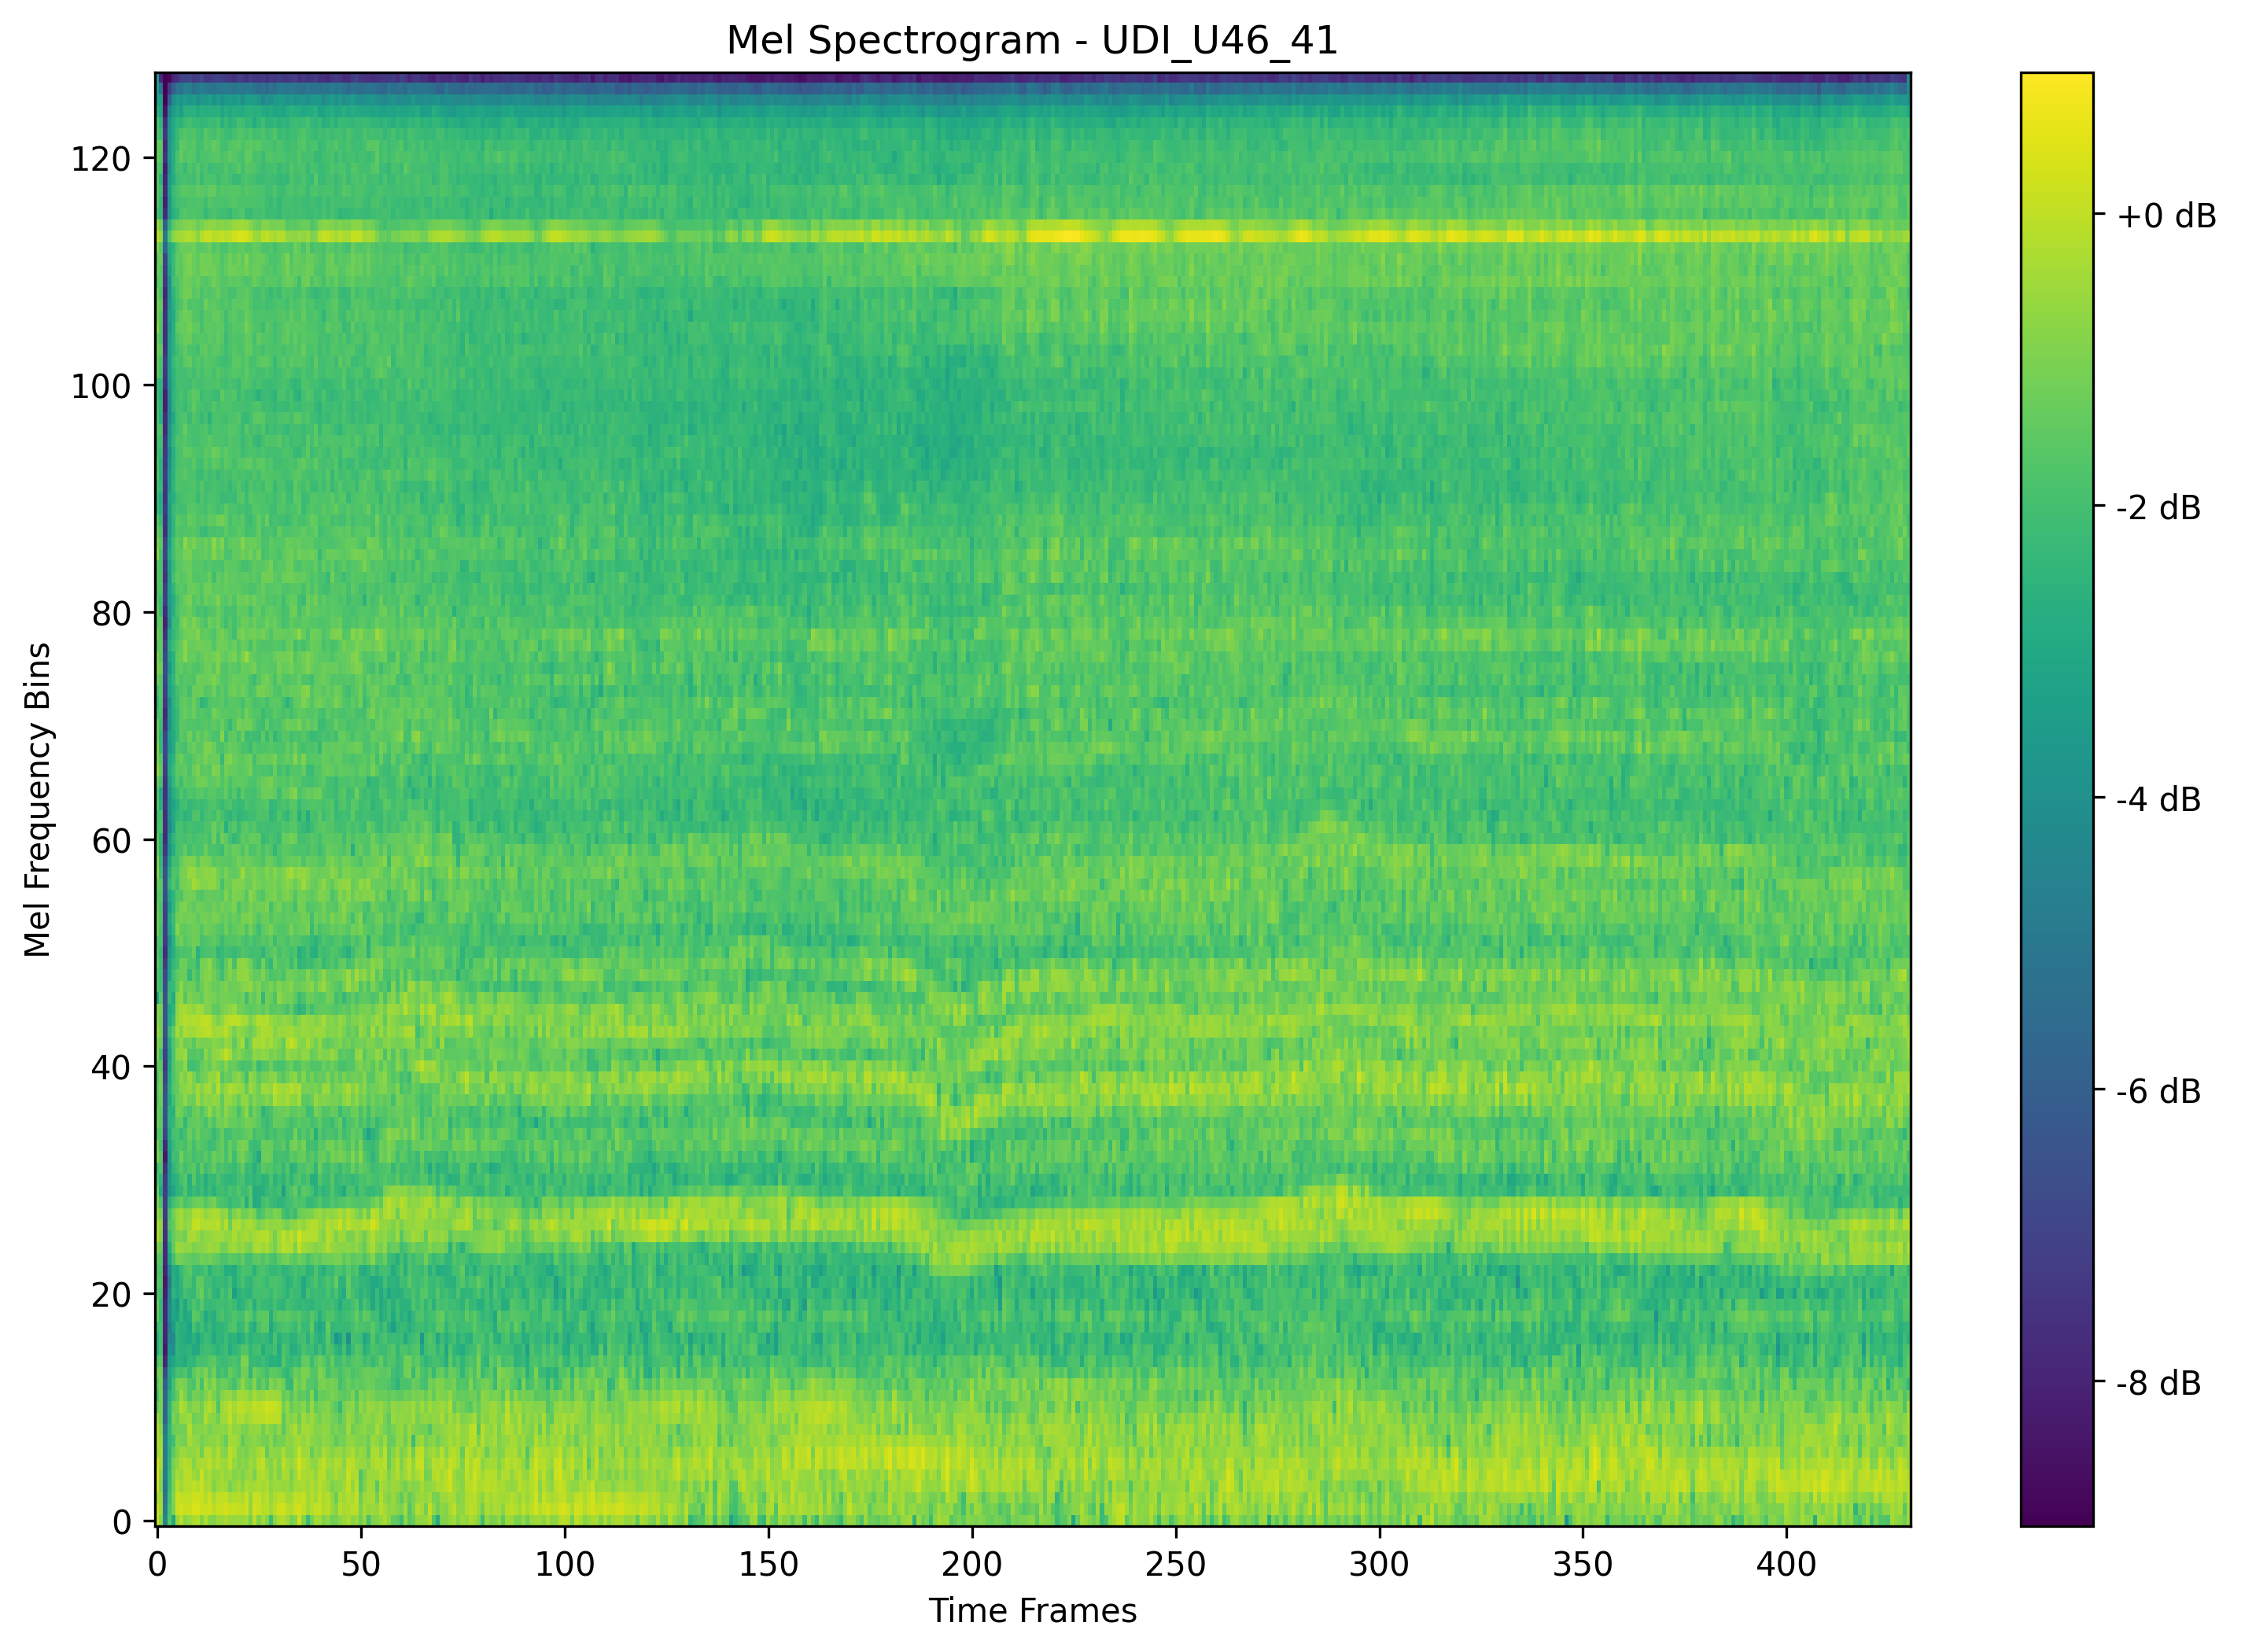 Mel Spectrogram - UDI_U46_41
Mel Frequency Bins
120
100
80
60
40
20
0
0 50 100 150 200 250 300 350 400
Time Frames
+0 dB
-2 dB
-4 dB
-6 dB
-8 dB